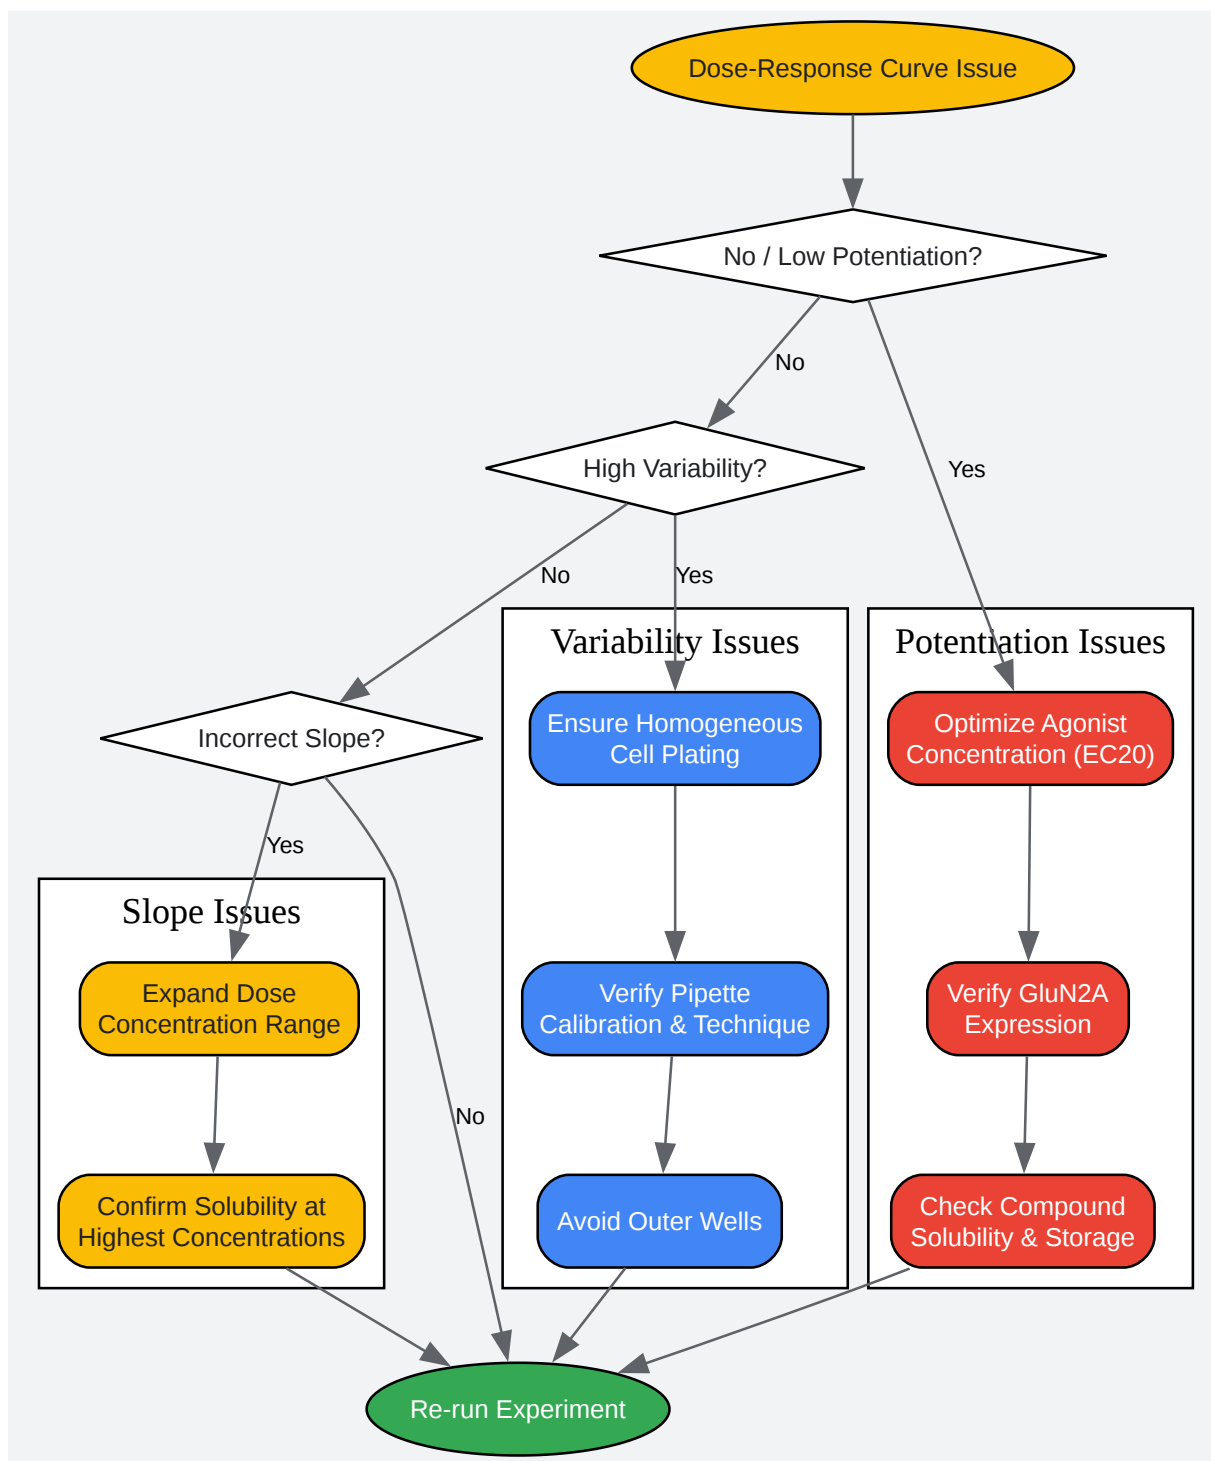 Dose-Response Curve Issue
No / Low Potentiation?
No
High Variability?
Yes
No
Yes
Variability Issues
Potentiation Issues
Ensure Homogeneous
Cell Plating
Optimize Agonist
Concentration (EC20)
Incorrect Slope?
Yes
Slope Issues
Expand Dose
Concentration Range
Verify Pipette
Calibration & Technique
Verify GluN2A
Expression
No
Confirm Solubility at
Highest Concentrations
Avoid Outer Wells
Check Compound
Solubility & Storage
Re-run Experiment